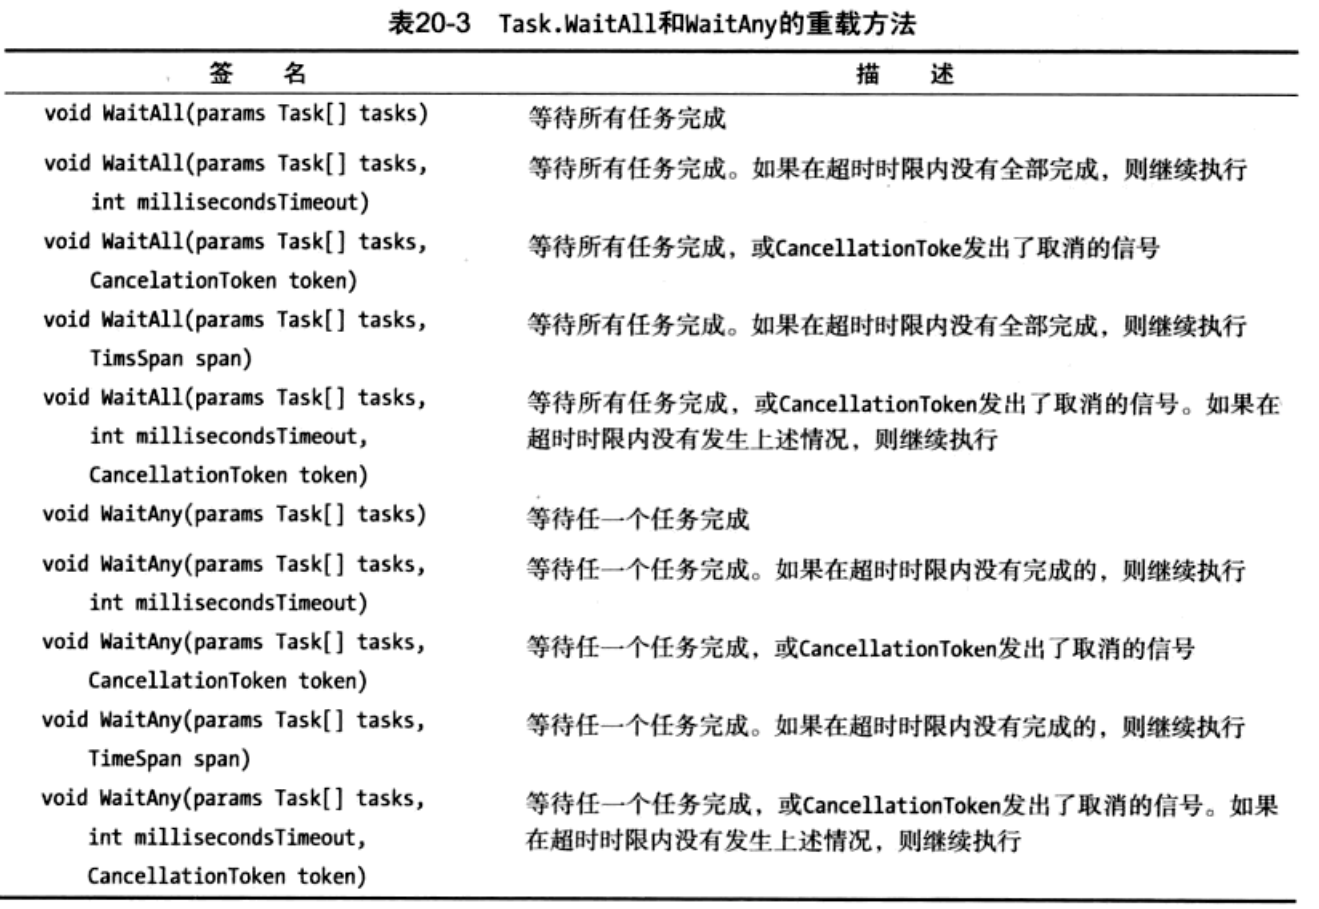 表20-3 Task.WaitAll和WaitAny的重载方法
签 名 描 述
void WaitAll(params Task[] tasks) 等待所有任务完成
void WaitAll(params Task[] tasks, 等待所有任务完成。如果在超时时限内没有全部完成，则继续执行
int millisecondsTimeout)
void WaitAll(params Task[] tasks, 等待所有任务完成，或CancellationToke发出了取消的信号
CancelationToken token)
void WaitAll(params Task[] tasks, 等待所有任务完成。如果在超时时限内没有全部完成，则继续执行
TimsSpan span)
void WaitAll(params Task[] tasks, 等待所有任务完成，或CancellationToken发出了取消的信号。如果在
int millisecondsTimeout, 超时时限内没有发生上述情况，则继续执行
CancellationToken token)
void WaitAny(params Task[] tasks) 等待任一个任务完成
void WaitAny(params Task[] tasks, 等待任一个任务完成。如果在超时时限内没有完成的，则继续执行
int millisecondsTimeout)
void WaitAny(params Task[] tasks, 等待任一个任务完成，或CancellationToken发出了取消的信号
CancellationToken token)
void WaitAny(params Task[] tasks, 等待任一个任务完成。如果在超时时限内没有完成的，则继续执行
TimeSpan span)
void WaitAny(params Task[] tasks, 等待任一个任务完成，或CancellationToken发出了取消的信号。如果
int millisecondsTimeout, 在超时时限内没有发生上述情况，则继续执行
CancellationToken token)